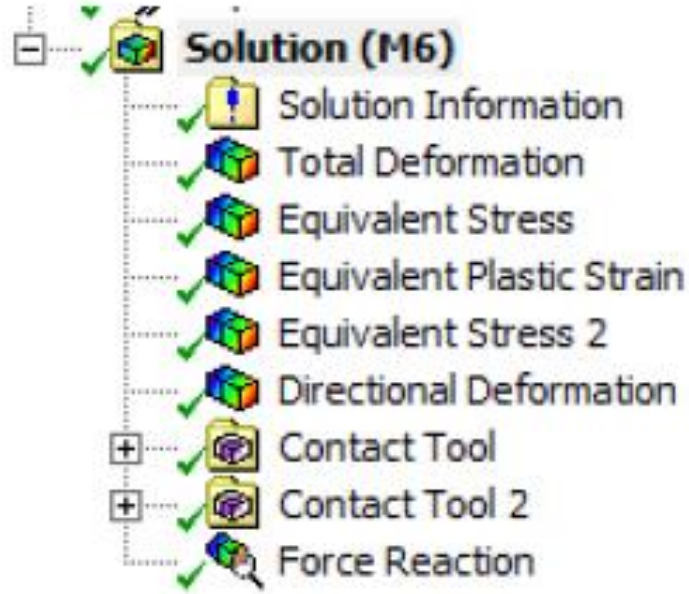 Solution (M6)
Solution Information
Total Deformation
Equivalent Stress
Equivalent Plastic Strain
Equivalent Stress 2
Directional Deformation
Contact Tool
Contact Tool 2
Force Reaction